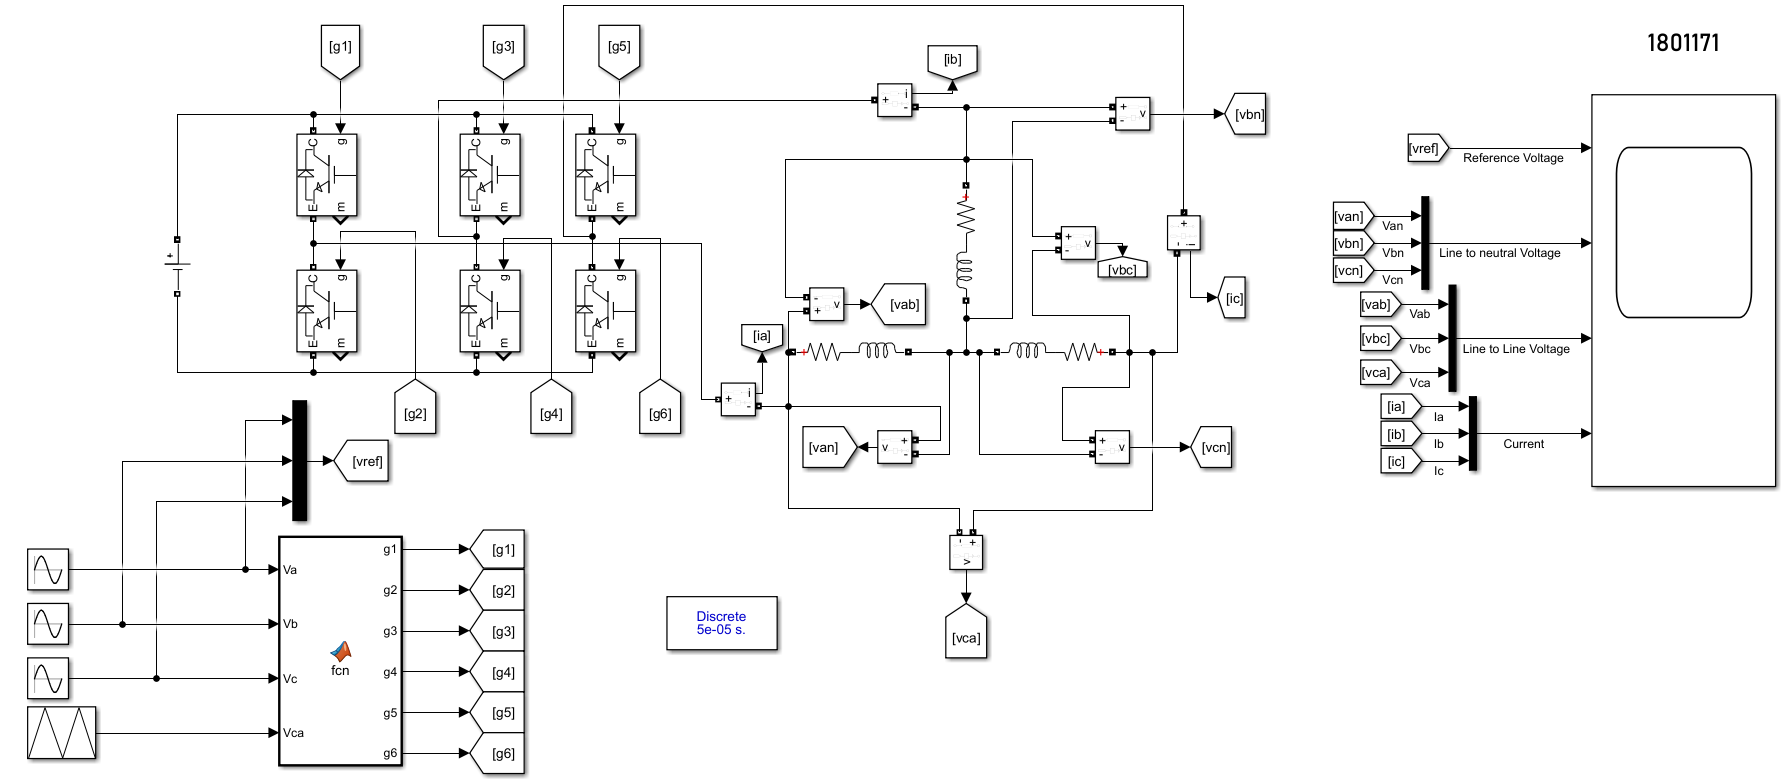 1801171
[g1]
[g3]
[g5]
[ib]
i
+
-
+
-
v
[vbn]
C
g
E
m
C
g
E
m
C
g
E
m
+
C
g
E
m
C
g
E
m
C
g
E
m
[g2]
[g4]
[g6]
+
+
-
v
[vbc]
+
-
i
[ic]
-
+
v
[vab]
[ia]
+
+
i
+
-
[van]
v
+
-
+
-
v
[vcn]
-
+
v
[vca]
[vref]
Reference Voltage
[van]
Van
[vbn]
Vbn
[vcn]
Vcn
Line to neutral Voltage
[vab]
Vab
[vbc]
Vbc
[vca]
Vca
Line to Line Voltage
[ia]
Ia
[ib]
Ib
[ic]
Ic
Current
[vref]
Va
Vb
Vc
Vca
fcn
g1
g2
g3
g4
g5
g6
[g1]
[g2]
[g3]
[g4]
[g5]
[g6]
Discrete
5e-05 s.